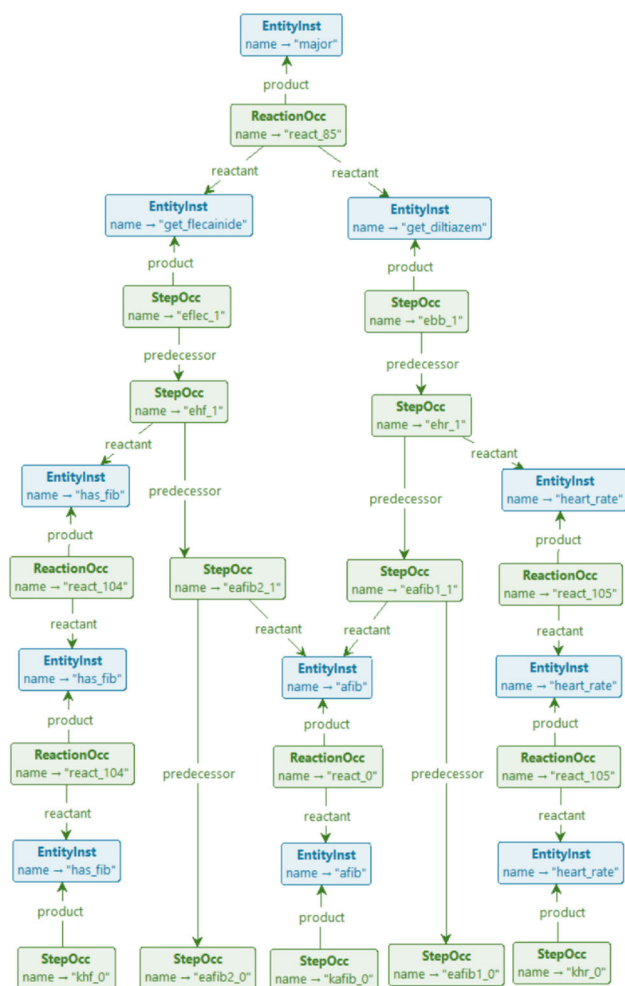 EntityInst
name → "major"
product
ReactionOcc
name → "react_85"
reactant
reactant
EntityInst
name → "get_flecainide"
EntityInst
name → "get_diltiazem"
product
product
StepOcc
name → "eflec_1"
StepOcc
name → "ebb_1"
predecessor
predecessor
StepOcc
name → "ehf_1"
StepOcc
name → "ehr_1"
reactant
reactant
EntityInst
name → "has_fib"
predecessor
predecessor
EntityInst
name → "heart_rate"
product
product
ReactionOcc
name → "react_104"
StepOcc
name → "eafib2_1"
StepOcc
name → "eafib1_1"
ReactionOcc
name → "react_105"
reactant
reactant
reactant
reactant
EntityInst
name → "has_fib"
EntityInst
name → "afib"
EntityInst
name → "heart_rate"
product
product
product
ReactionOcc
name → "react_104"
predecessor
ReactionOcc
name → "react_0"
predecessor
ReactionOcc
name → "react_105"
reactant
reactant
reactant
EntityInst
name → "has_fib"
EntityInst
name → "afib"
EntityInst
name → "heart_rate"
product
product
product
StepOcc
name → "khf_0"
StepOcc
name → "eafib2_0"
StepOcc
name → "kafib_0"
StepOcc
name → "eafib1_0"
StepOcc
name → "khr_0"